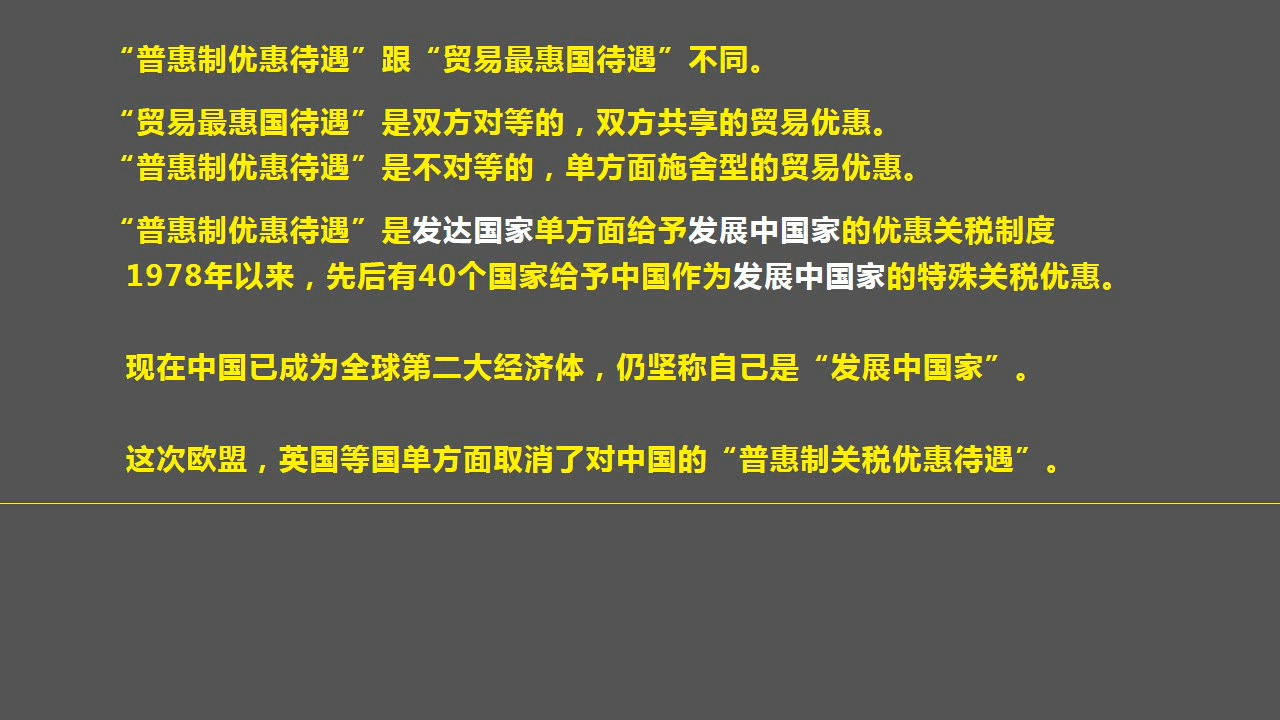 “普惠制优惠待遇”跟“贸易最惠国待遇”不同。
“贸易最惠国待遇”是双方对等的，双方共享的贸易优惠。
“普惠制优惠待遇”是不对等的，单方面施舍型的贸易优惠。
“普惠制优惠待遇”是发达国家单方面给予发展中国家的优惠关税制度
1978年以来，先后有40个国家给予中国作为发展中国家的特殊关税优惠。
现在中国已成为全球第二大经济体，仍坚称自己是“发展中国家”。
这次欧盟，英国等国单方面取消了对中国的“普惠制关税优惠待遇”。